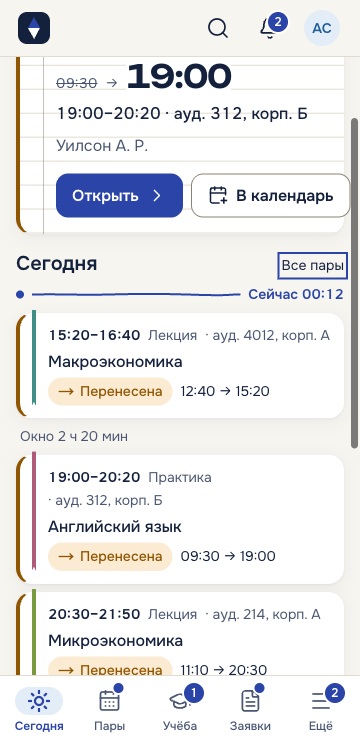 2
AC
09:30 → 19:00
19:00–20:20 · ауд. 312, корп. Б
Уилсон А. Р.
Открыть
В календарь
Сегодня
Все пары
Сейчас 00:12
15:20–16:40 Лекция · ауд. 4012, корп. А
Макроэкономика
→ Перенесена 12:40 → 15:20
Окно 2 ч 20 мин
19:00–20:20 Практика
· ауд. 312, корп. Б
Английский язык
→ Перенесена 09:30 → 19:00
20:30–21:50 Лекция · ауд. 214, корп. А
Микроэкономика
→ Перенесена 11:10 → 20:30
1
2
Сегодня
Пары
Учёба
Заявки
Ещё